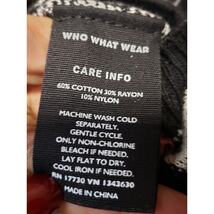 WHO WHAT WEAR
CARE INFO
60% COTTON 30% RAYON
10% NYLON
MACHINE WASH COLD
SEPARATELY.
GENTLE CYCLE.
ONLY NON-CHLORINE
BLEACH IF NEEDED.
LAY FLAT TO DRY.
COOL IRON IF NEEDED.
RN 17730 VN 1343630
MADE IN CHINA